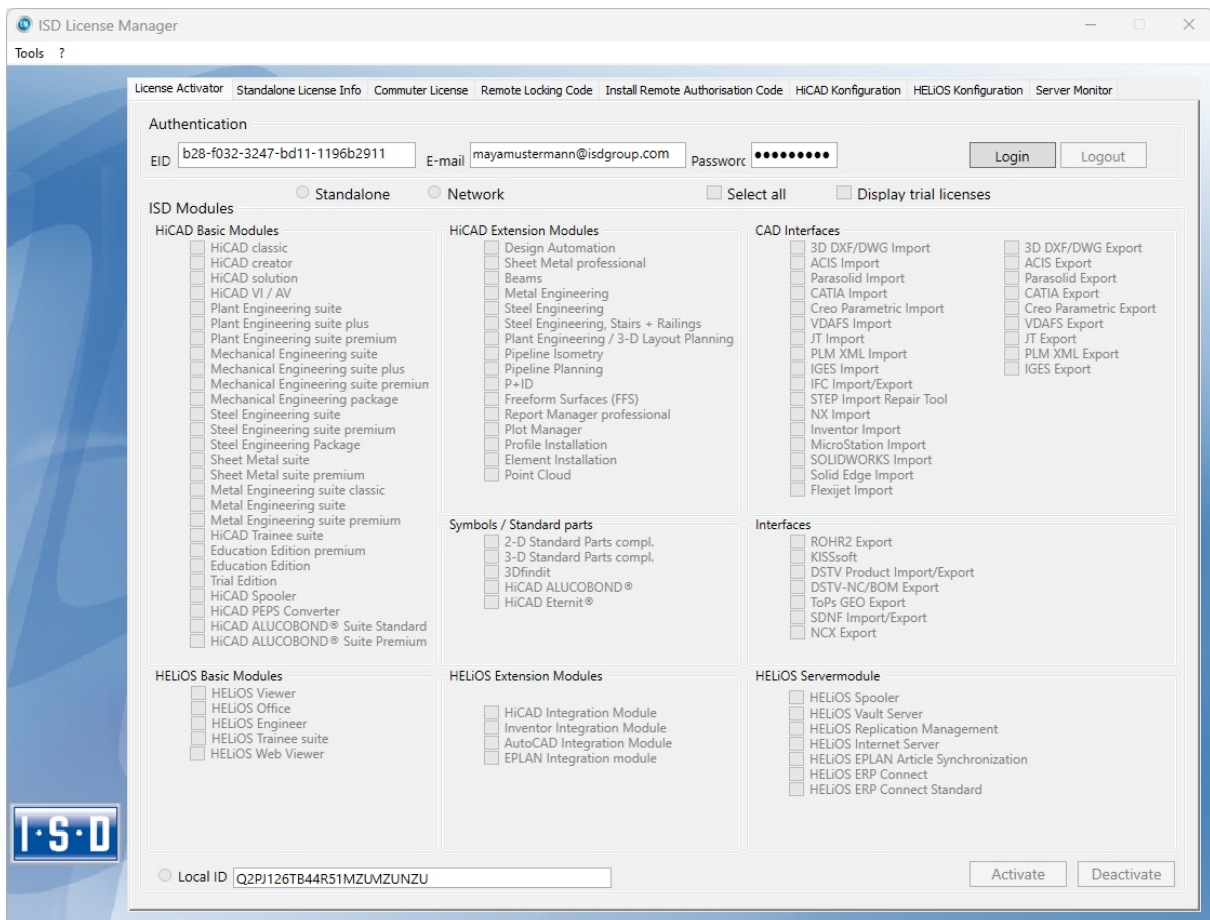 ISD License Manager
Tools ?
License Activator Standalone License Info Commuter License Remote Locking Code Install Remote Authorisation Code HiCAD Konfiguration HELiOS Konfiguration Server Monitor
Authentication
EID b28-f032-3247-bd11-1196b2911 E-mail mayamustermann@isdgroup.com Passworc ●●●●●●●●● Login Logout
Standalone Network Select all Display trial licenses
ISD Modules
HiCAD Basic Modules
HiCAD classic
HiCAD creator
HiCAD solution
HiCAD VI / AV
Plant Engineering suite
Plant Engineering suite plus
Plant Engineering suite premium
Mechanical Engineering suite
Mechanical Engineering suite plus
Mechanical Engineering suite premiun
Mechanical Engineering package
Steel Engineering suite
Steel Engineering suite premium
Steel Engineering Package
Sheet Metal suite
Sheet Metal suite premium
Metal Engineering suite classic
Metal Engineering suite
Metal Engineering suite premium
HiCAD Trainee suite
Education Edition premium
Education Edition
Trial Edition
HiCAD Spooler
HiCAD PEPS Converter
HiCAD ALUCOBOND® Suite Standard
HiCAD ALUCOBOND® Suite Premium
HiCAD Extension Modules
Design Automation
Sheet Metal professional
Beams
Metal Engineering
Steel Engineering
Steel Engineering, Stairs + Railings
Plant Engineering / 3-D Layout Planning
Pipeline Isometry
Pipeline Planning
P+ID
Freeform Surfaces (FFS)
Report Manager professional
Plot Manager
Profile Installation
Element Installation
Point Cloud
CAD Interfaces
3D DXF/DWG Import 3D DXF/DWG Export
ACIS Import ACIS Export
Parasolid Import Parasolid Export
CATIA Import CATIA Export
Creo Parametric Import Creo Parametric Export
VDAFS Import VDAFS Export
JT Import JT Export
PLM XML Import PLM XML Export
IGES Import IGES Export
IFC Import/Export
STEP Import Repair Tool
NX Import
Inventor Import
MicroStation Import
SOLIDWORKS Import
Solid Edge Import
Flexijet Import
Symbols / Standard parts
2-D Standard Parts compl.
3-D Standard Parts compl.
3Dfindit
HiCAD ALUCOBOND®
HiCAD Eternit®
Interfaces
ROHR2 Export
KISSsoft
DSTV Product Import/Export
DSTV-NC/BOM Export
ToPs GEO Export
SDNF Import/Export
NCX Export
HELiOS Basic Modules
HELiOS Viewer
HELiOS Office
HELiOS Engineer
HELiOS Trainee suite
HELiOS Web Viewer
HELiOS Extension Modules
HiCAD Integration Module
Inventor Integration Module
AutoCAD Integration Module
EPLAN Integration module
HELiOS Servermodule
HELiOS Spooler
HELiOS Vault Server
HELiOS Replication Management
HELiOS Internet Server
HELiOS EPLAN Article Synchronization
HELiOS ERP Connect
HELiOS ERP Connect Standard
I·S·D
Local ID Q2PJ126TB44R51MZUMZUNZU Activate Deactivate